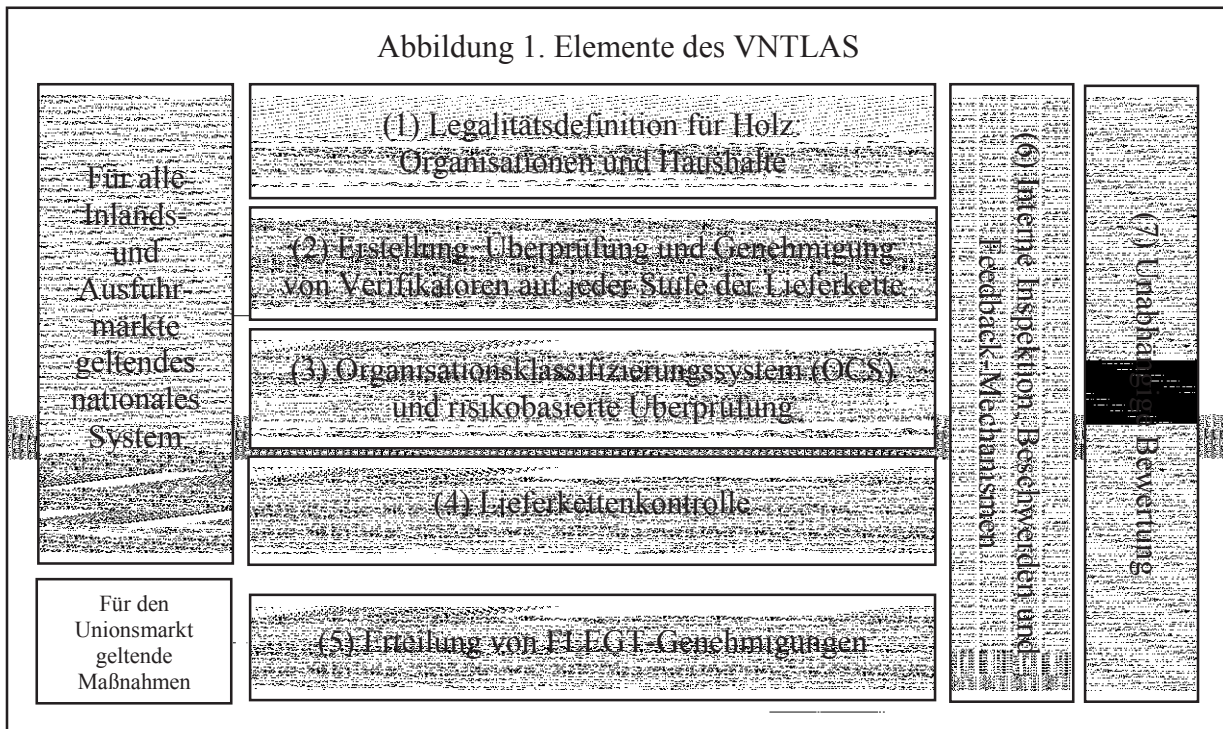 Abbildung 1. Elemente des VNTLAS
Für alle
Inlands-
und
Ausfuhr-
märkte
geltendes
nationales
System
(1) Legalitätsdefinition für Holz:
Organisationen und Haushalte
(2) Erstellung, Überprüfung und Genehmigung
von Verifikatoren auf jeder Stufe der Lieferkette
(3) Organisationsklassifizierungssystem (OCS)
und risikobasierte Überprüfung
(4) Lieferkettenkontrolle
Für den
Unionsmarkt
geltende
Maßnahmen
(5) Erteilung von FLEGT-Genehmigungen
(6) Interne Inspektion, Beschwerden und
Feedback-Mechanismen
(7) Unabhängige Bewertung